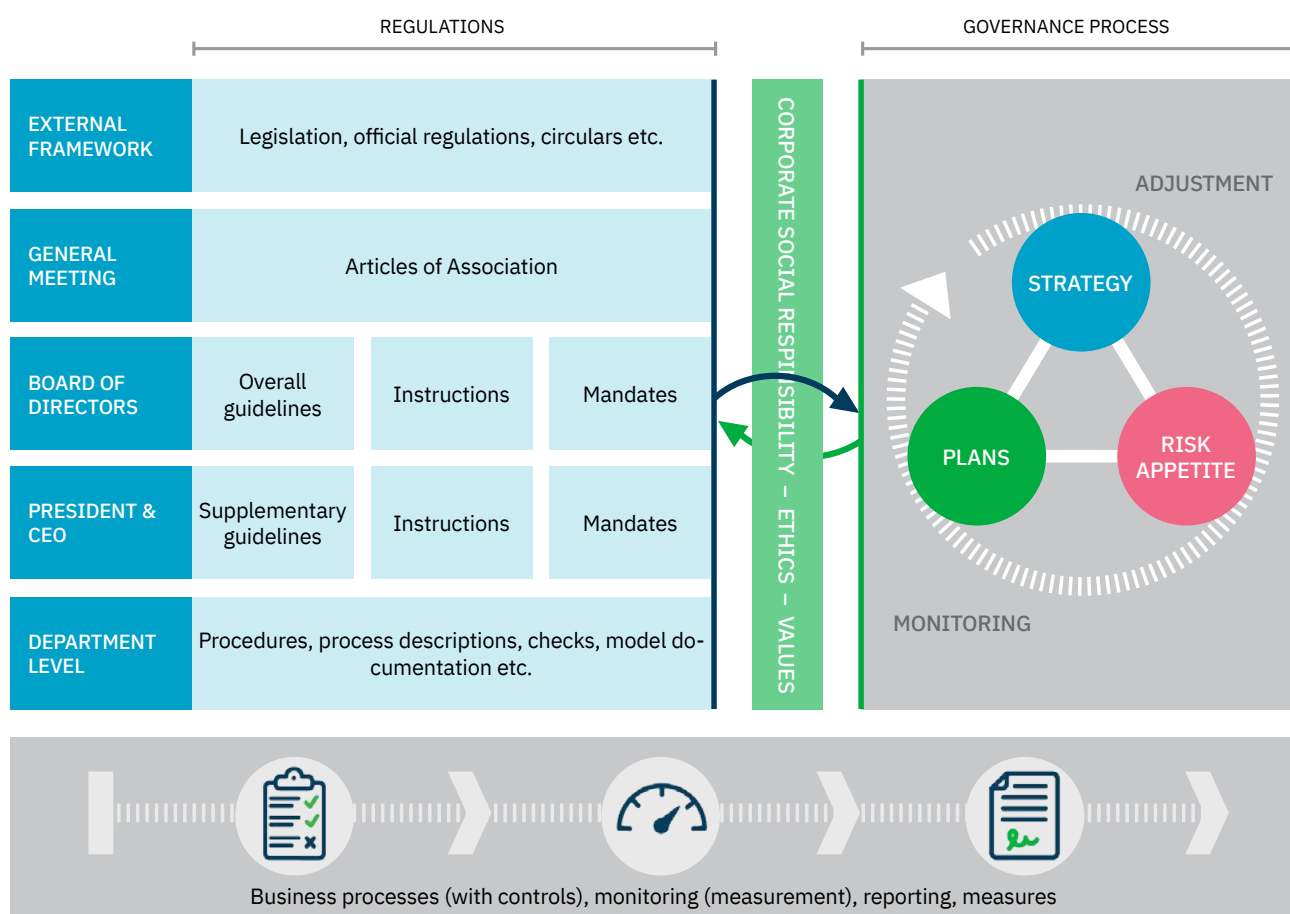 REGULATIONS
GOVERNANCE PROCESS
EXTERNAL
FRAMEWORK
Legislation, official regulations, circulars etc.
GENERAL
MEETING
Articles of Association
BOARD OF
DIRECTORS
Overall
guidelines
Instructions
Mandates
PRESIDENT &
CEO
Supplementary
guidelines
Instructions
Mandates
DEPARTMENT
LEVEL
Procedures, process descriptions, checks, model do-
cumentation etc.
CORPORATE SOCIAL RESPINSIBILITY – ETHICS – VALUES
ADJUSTMENT
STRATEGY
PLANS
RISK
APPETITE
MONITORING
Business processes (with controls), monitoring (measurement), reporting, measures